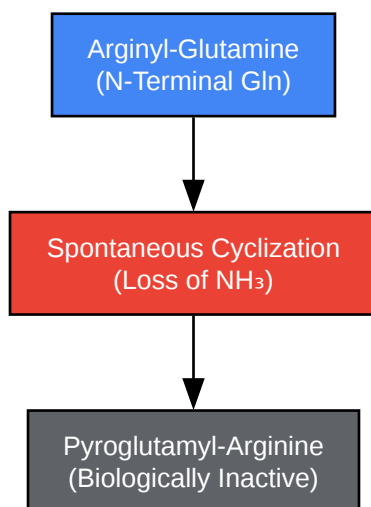 Arginyl-Glutamine
(N-Terminal Gln)
Spontaneous Cyclization
(Loss of NH₃)
Pyroglutamyl-Arginine
(Biologically Inactive)